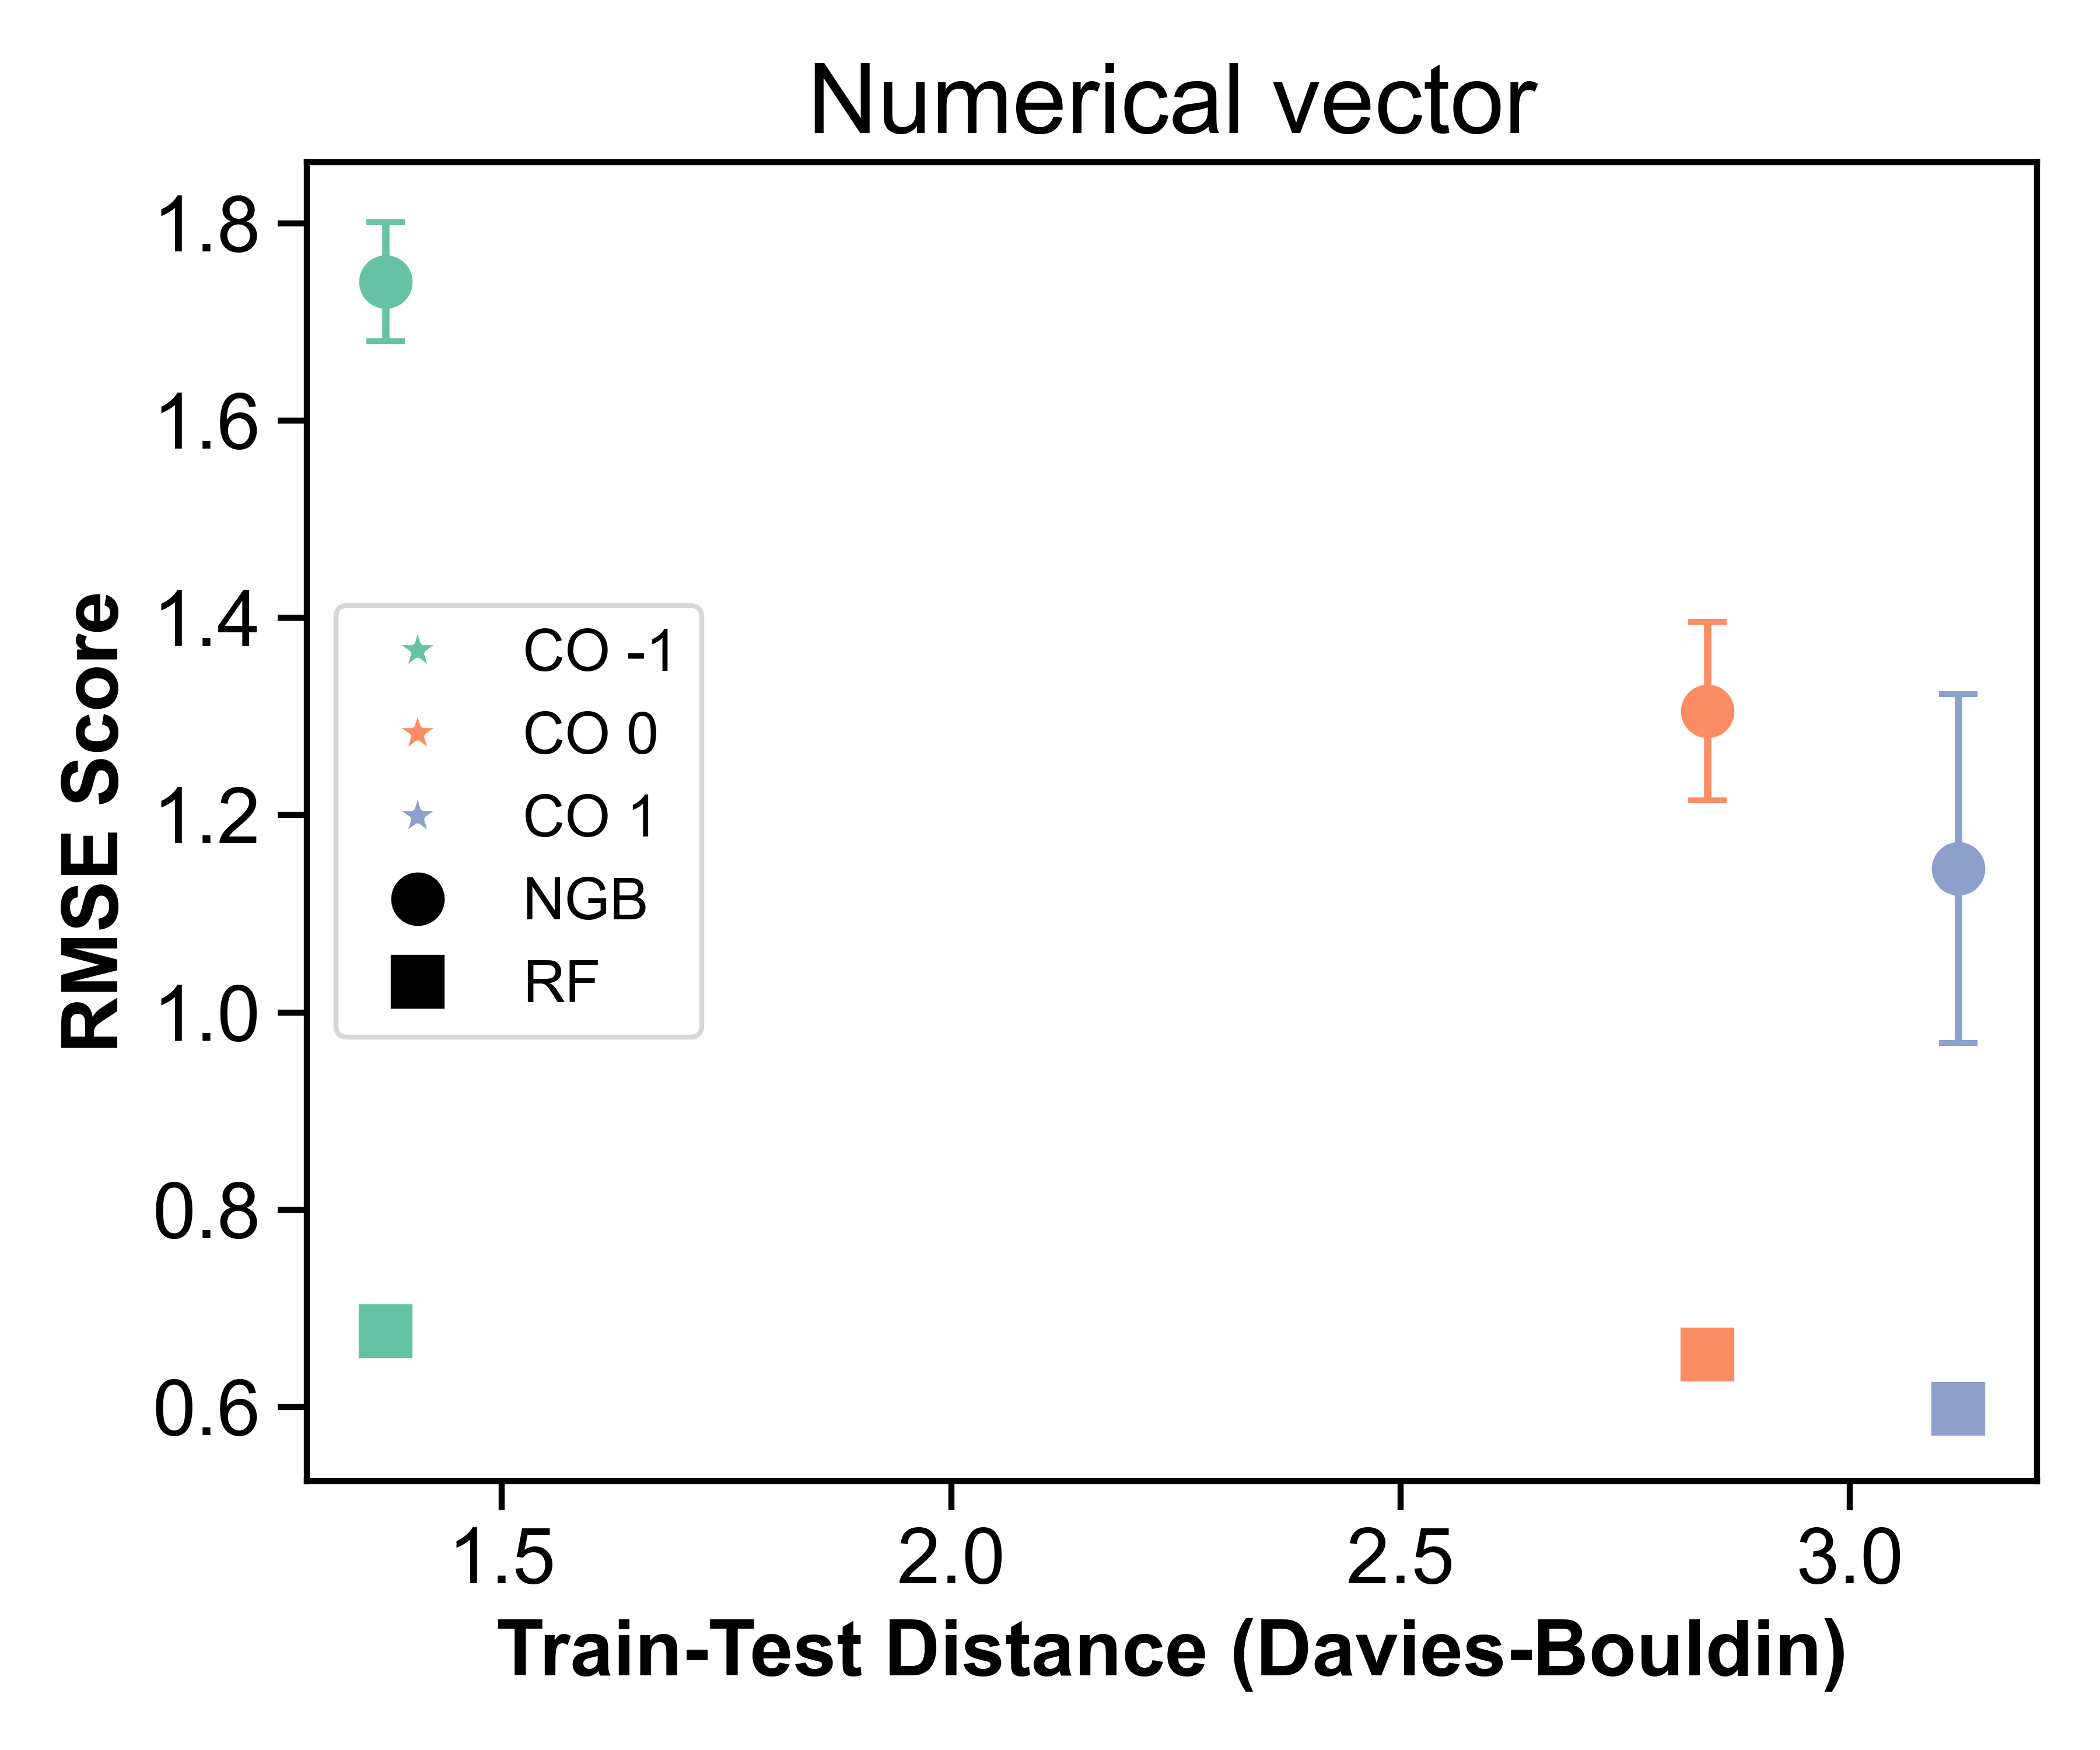 Numerical vector
1.8
1.6
1.4
1.2
1.0
0.8
0.6
RMSE Score
CO -1
CO 0
CO 1
NGB
RF
1.5 2.0 2.5 3.0
Train-Test Distance (Davies-Bouldin)